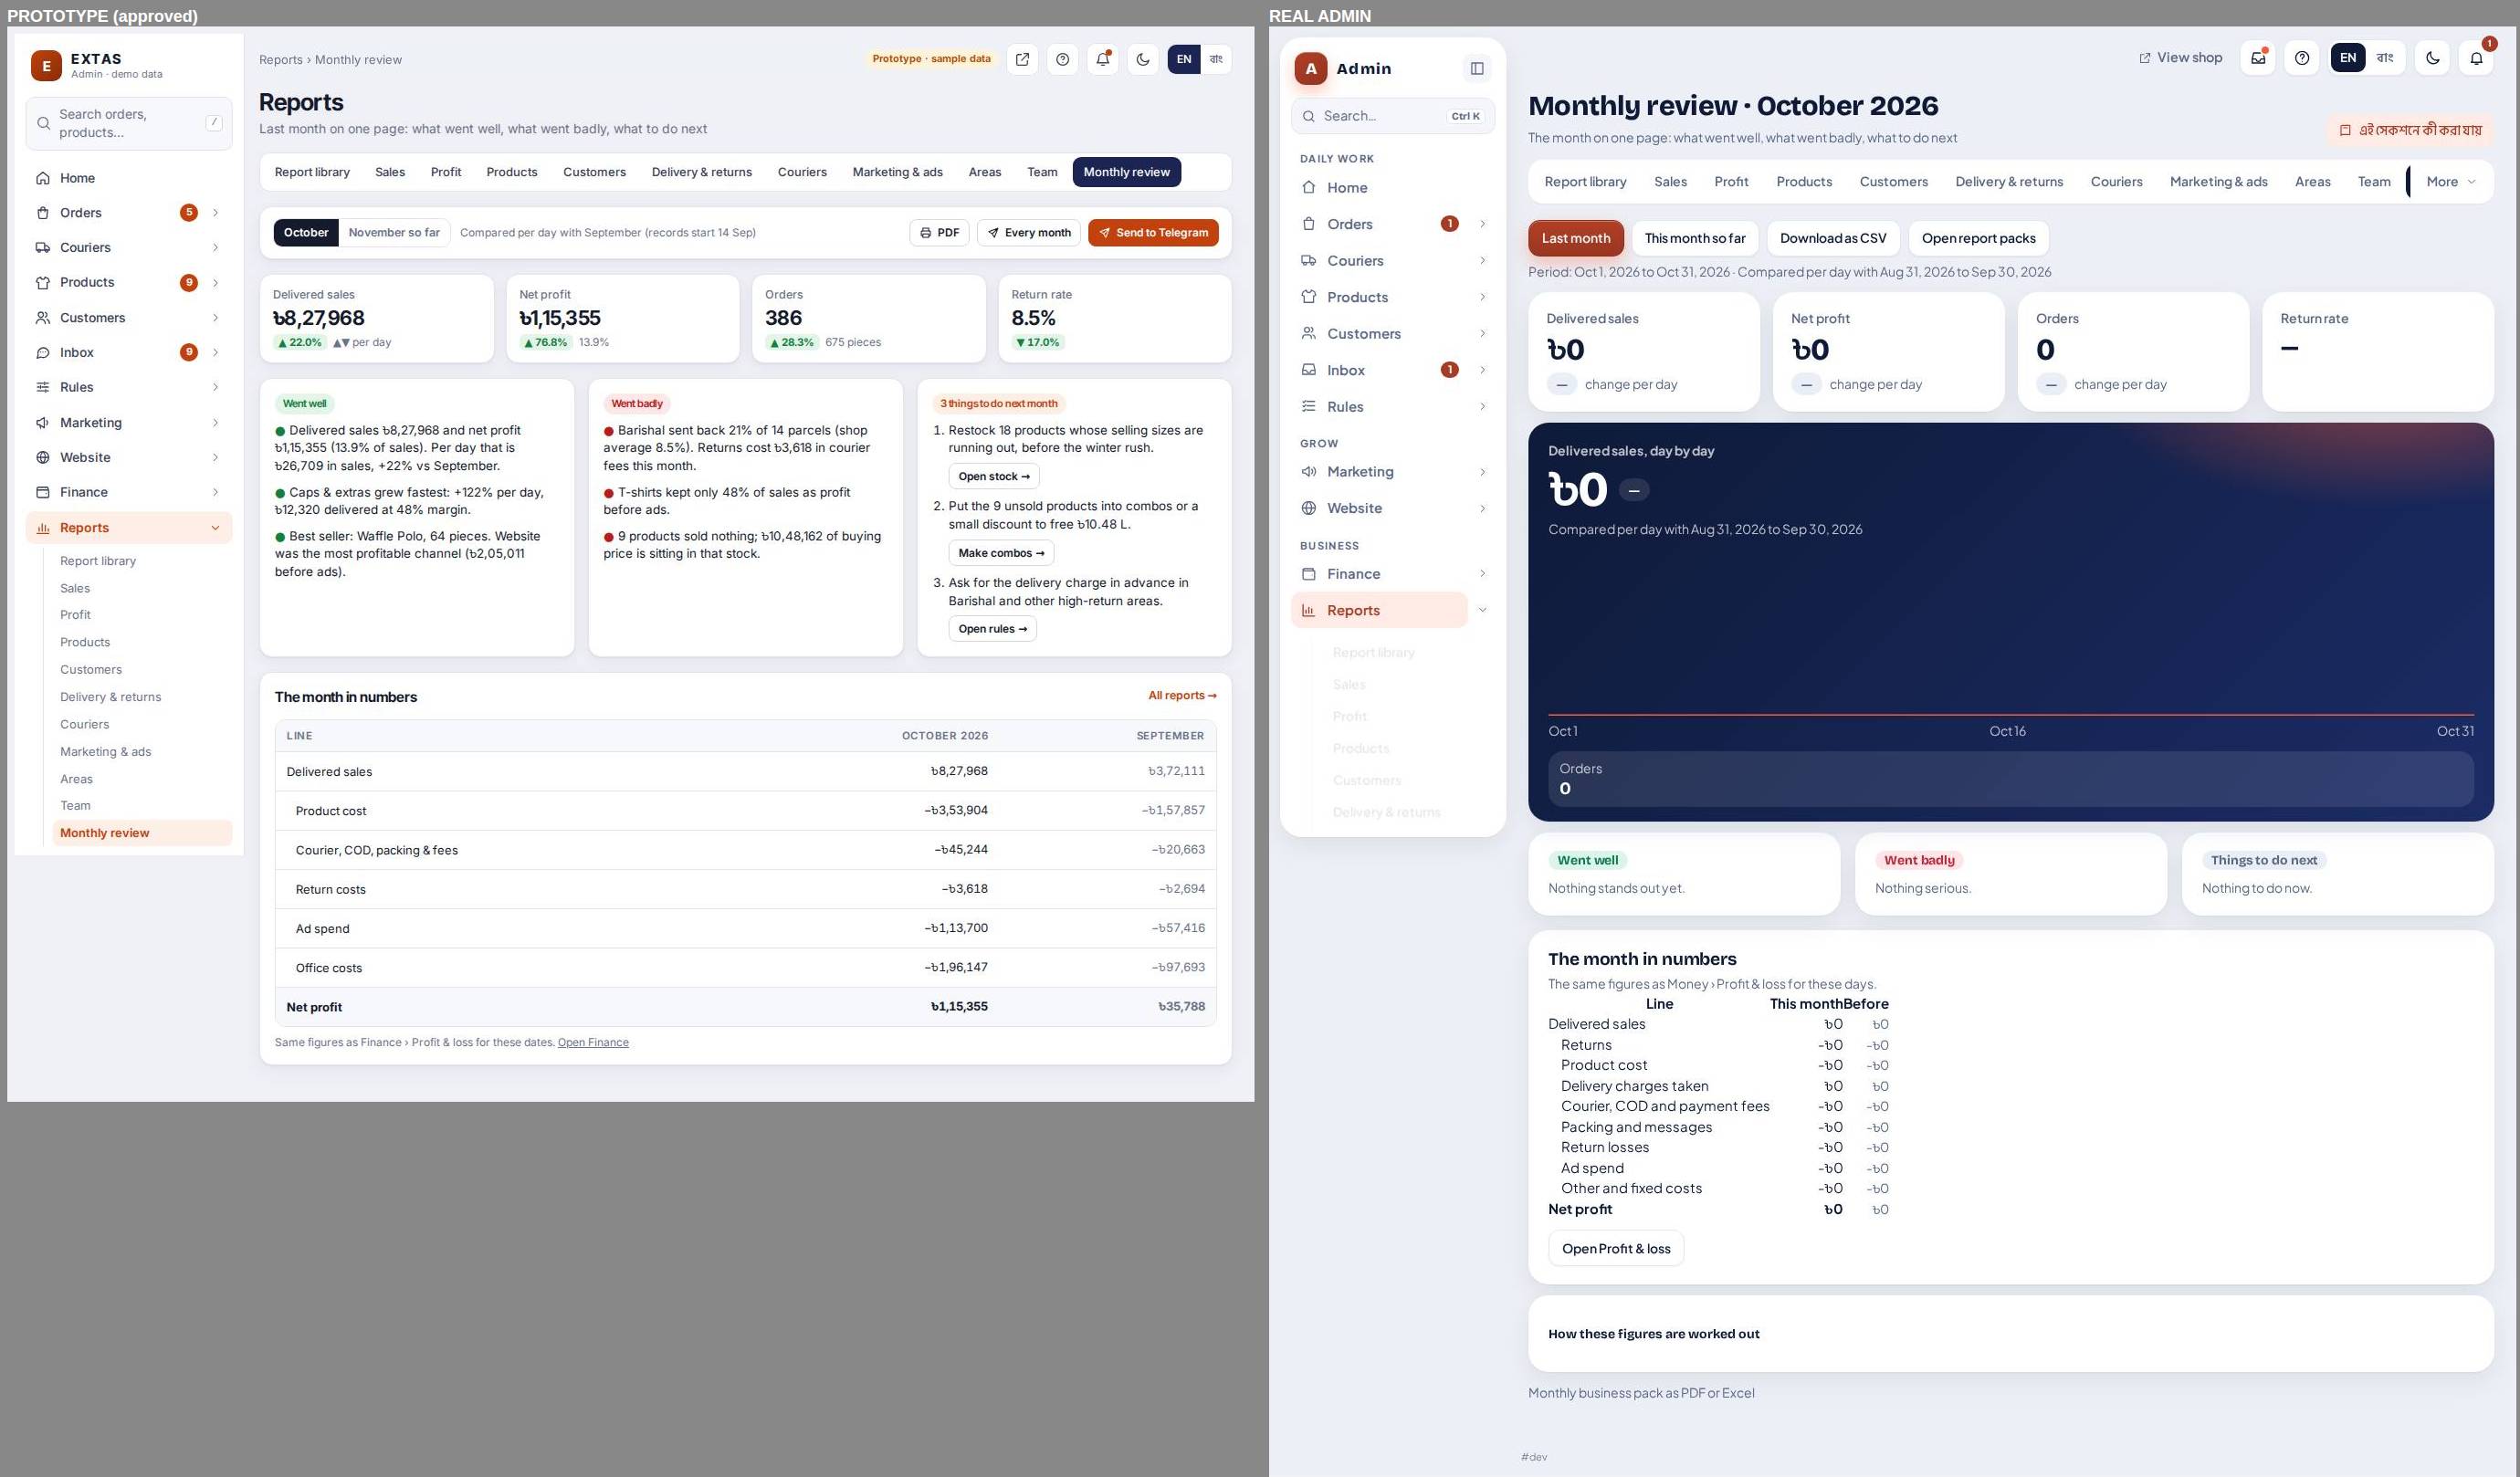 PROTOTYPE (approved)
E
EXTAS
Admin · demo data
Search orders, products... /
Home
Orders 5
Couriers
Products 9
Customers
Inbox 9
Rules
Marketing
Website
Finance
Reports
Report library
Sales
Profit
Products
Customers
Delivery & returns
Couriers
Marketing & ads
Areas
Team
Monthly review
Reports › Monthly review
Prototype · sample data
EN বাং
Reports
Last month on one page: what went well, what went badly, what to do next
Report library Sales Profit Products Customers Delivery & returns Couriers Marketing & ads Areas Team Monthly review
October November so far Compared per day with September (records start 14 Sep) PDF Every month Send to Telegram
Delivered sales
৳8,27,968
▲ 22.0% ▲▼ per day
Net profit
৳1,15,355
▲ 76.8% 13.9%
Orders
386
▲ 28.3% 675 pieces
Return rate
8.5%
▼ 17.0%
Went well
Delivered sales ৳8,27,968 and net profit
৳1,15,355 (13.9% of sales). Per day that is
৳26,709 in sales, +22% vs September.
Caps & extras grew fastest: +122% per day,
৳12,320 delivered at 48% margin.
Best seller: Waffle Polo, 64 pieces. Website
was the most profitable channel (৳2,05,011
before ads).
Went badly
Barishal sent back 21% of 14 parcels (shop
average 8.5%). Returns cost ৳3,618 in courier
fees this month.
T-shirts kept only 48% of sales as profit
before ads.
9 products sold nothing; ৳10,48,162 of buying
price is sitting in that stock.
3 things to do next month
1. Restock 18 products whose selling sizes are
running out, before the winter rush.
Open stock →
2. Put the 9 unsold products into combos or a
small discount to free ৳10.48 L.
Make combos →
3. Ask for the delivery charge in advance in
Barishal and other high-return areas.
Open rules →
The month in numbers All reports →
LINE OCTOBER 2026 SEPTEMBER
Delivered sales ৳8,27,968 ৳3,72,111
Product cost −৳3,53,904 −৳1,57,857
Courier, COD, packing & fees −৳45,244 −৳20,663
Return costs −৳3,618 −৳2,694
Ad spend −৳1,13,700 −৳57,416
Office costs −৳1,96,147 −৳97,693
Net profit ৳1,15,355 ৳35,788
Same figures as Finance › Profit & loss for these dates. Open Finance
REAL ADMIN
A
Admin
Search... Ctrl K
DAILY WORK
Home
Orders 1
Couriers
Products
Customers
Inbox 1
Rules
GROW
Marketing
Website
BUSINESS
Finance
Reports
Report library
Sales
Profit
Products
Customers
Delivery & returns
View shop EN বাং 1
Monthly review · October 2026
The month on one page: what went well, what went badly, what to do next
এই সেকশনে কী করা যায়
Report library Sales Profit Products Customers Delivery & returns Couriers Marketing & ads Areas Team More
Last month This month so far Download as CSV Open report packs
Period: Oct 1, 2026 to Oct 31, 2026 · Compared per day with Aug 31, 2026 to Sep 30, 2026
Delivered sales
৳0
— change per day
Net profit
৳0
— change per day
Orders
0
— change per day
Return rate
—
Delivered sales, day by day
৳0 —
Compared per day with Aug 31, 2026 to Sep 30, 2026
Oct 1 Oct 16 Oct 31
Orders
0
Went well
Nothing stands out yet.
Went badly
Nothing serious.
Things to do next
Nothing to do now.
The month in numbers
The same figures as Money › Profit & loss for these days.
Line This month Before
Delivered sales ৳0 ৳0
Returns -৳0 -৳0
Product cost -৳0 -৳0
Delivery charges taken ৳0 ৳0
Courier, COD and payment fees -৳0 -৳0
Packing and messages -৳0 -৳0
Return losses -৳0 -৳0
Ad spend -৳0 -৳0
Other and fixed costs -৳0 -৳0
Net profit ৳0 ৳0
Open Profit & loss
How these figures are worked out
Monthly business pack as PDF or Excel
#dev